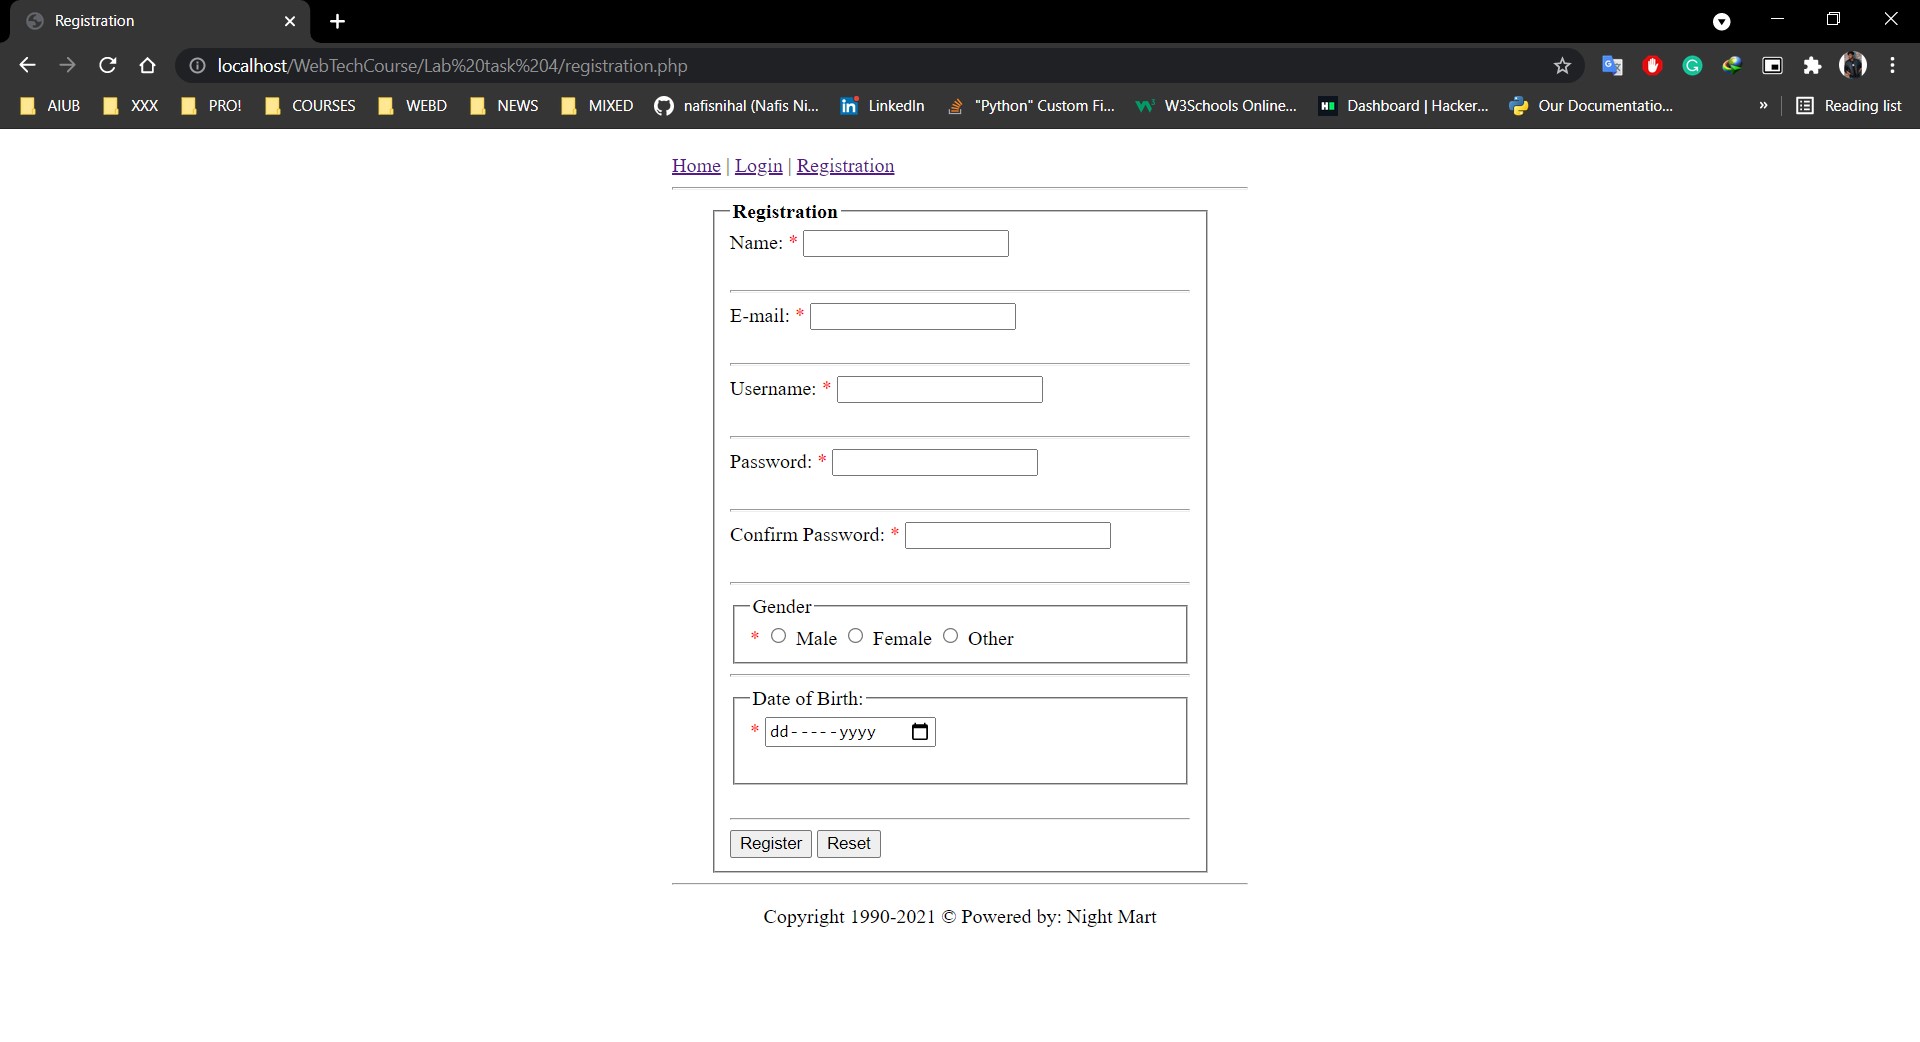 Registration
localhost/WebTechCourse/Lab%20task%204/registration.php
AIUB XXX PRO! COURSES WEBD NEWS MIXED nafisnihal (Nafis Ni... LinkedIn "Python" Custom Fi... W3Schools Online... Dashboard | Hacker... Our Documentatio... » Reading list
Home | Login | Registration
Registration
Name: *
E-mail: *
Username: *
Password: *
Confirm Password: *
Gender
* Male Female Other
Date of Birth:
* dd-----yyyy
Register Reset
Copyright 1990-2021 © Powered by: Night Mart